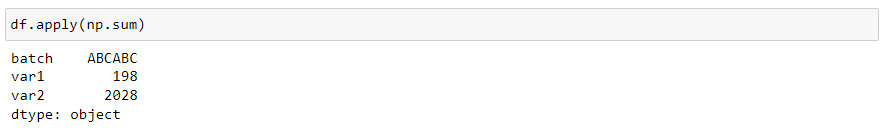 df.apply(np.sum)
batch    ABCABC
var1        198
var2       2028
dtype: object